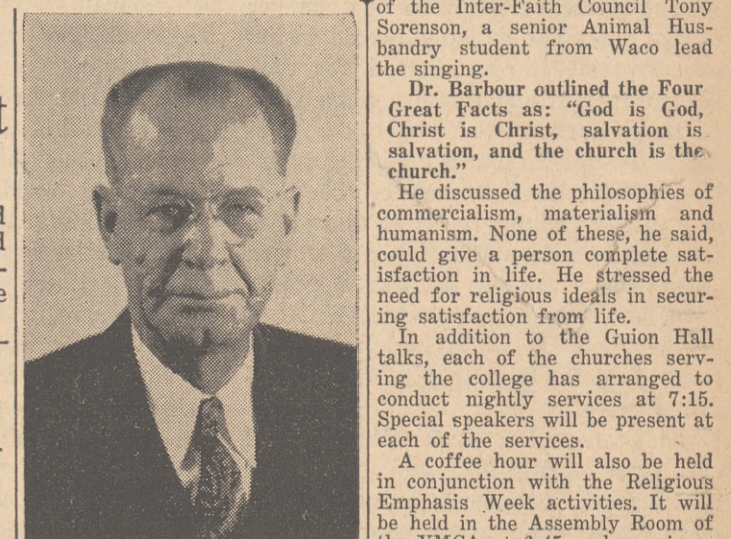 t
d
d
e
of the Inter-Faith Council Tony
Sorenson, a senior Animal Hus-
bandry student from Waco lead
the singing.
Dr. Barbour outlined the Four
Great Facts as: “God is God,
Christ is Christ, salvation is
salvation, and the church is the
church.”
He discussed the philosophies of
commercialism, materialism and
humanism. None of these, he said,
could give a person complete sat-
isfaction in life. He stressed the
need for religious ideals in secur-
ing satisfaction from life.
In addition to the Guion Hall
talks, each of the churches serv-
ing the college has arranged to
conduct nightly services at 7:15.
Special speakers will be present at
each of the services.
A coffee hour will also be held
in conjunction with the Religious
Emphasis Week activities. It will
be held in the Assembly Room of